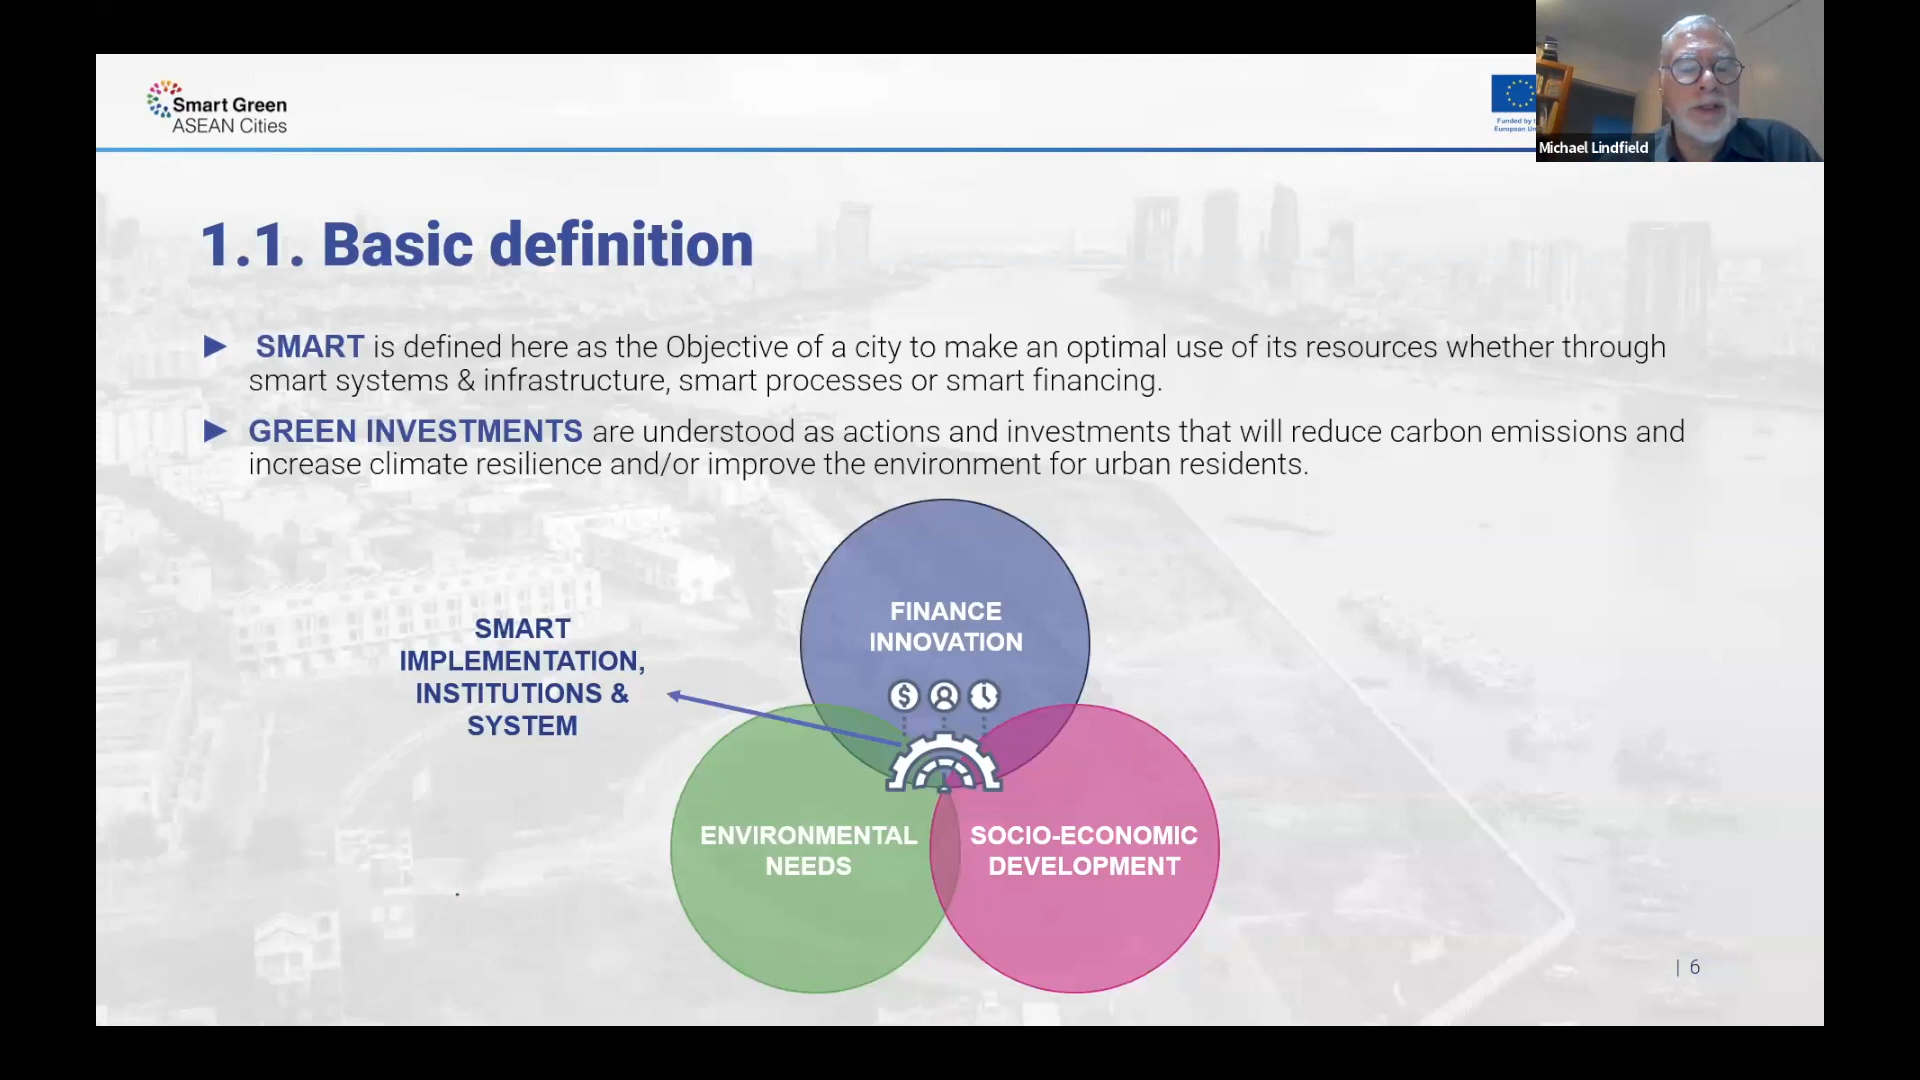 Smart Green
ASEAN Cities
Funded by
European
Michael Lindfield
1.1. Basic definition
SMART is defined here as the Objective of a city to make an optimal use of its resources whether through
smart systems & infrastructure, smart processes or smart financing.
GREEN INVESTMENTS are understood as actions and investments that will reduce carbon emissions and
increase climate resilience and/or improve the environment for urban residents.
FINANCE
INNOVATION
$
SMART
IMPLEMENTATION,
INSTITUTIONS &
SYSTEM
ENVIRONMENTAL
NEEDS
SOCIO-ECONOMIC
DEVELOPMENT
| 6